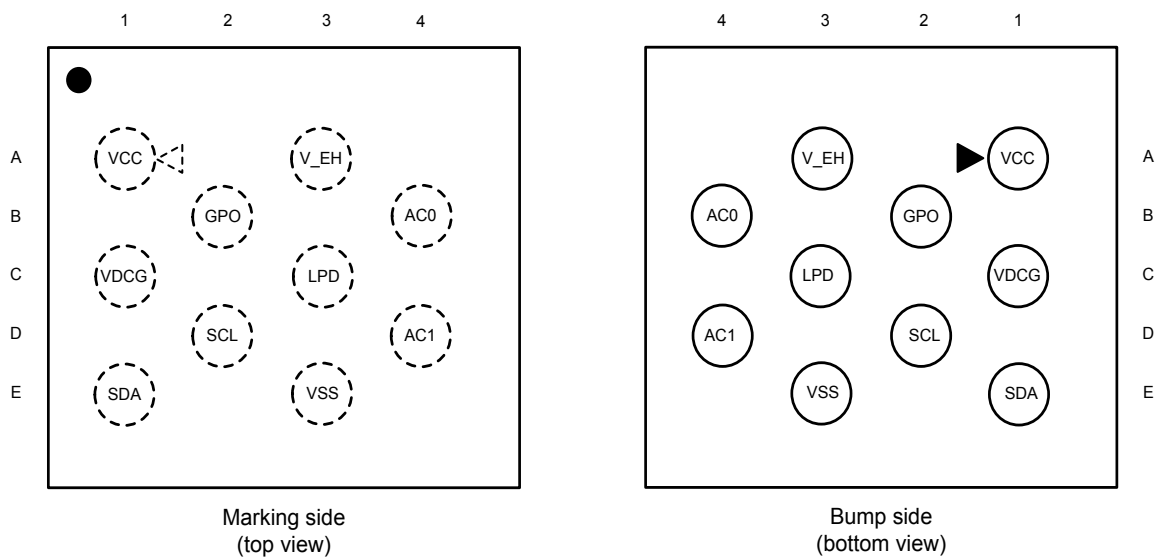 1 2 3 4 4 3 2 1
A VCC V_EH V_EH VCC A
B GPO AC0 AC0 GPO B
C VDCG LPD LPD VDCG C
D SCL AC1 AC1 SCL D
E SDA VSS VSS SDA E
Marking side Bump side
(top view) (bottom view)